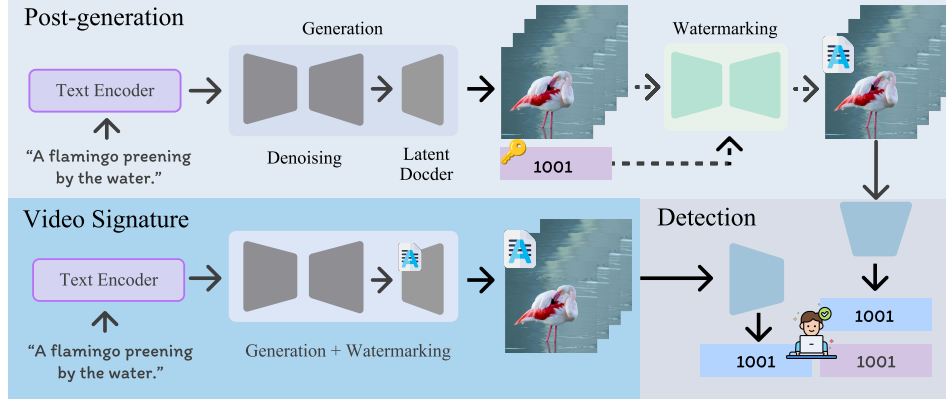 Post-generation
Generation
Watermarking
Text Encoder
Denoising
Latent
Docder
1001
“A flamingo preening
by the water.”
Video Signature
Detection
Text Encoder
Generation + Watermarking
“A flamingo preening
by the water.”
1001
1001
1001